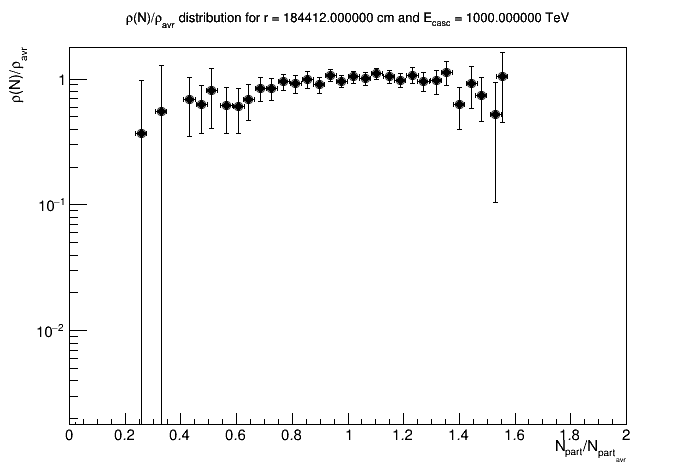 ρ(N)/ρavr distribution for r = 184412.000000 cm and Ecasc = 1000.000000 TeV
ρ(N)/ρavr
1
10−1
10−2
0 0.2 0.4 0.6 0.8 1 1.2 1.4 1.6 1.8 2
Npart/Npartavr